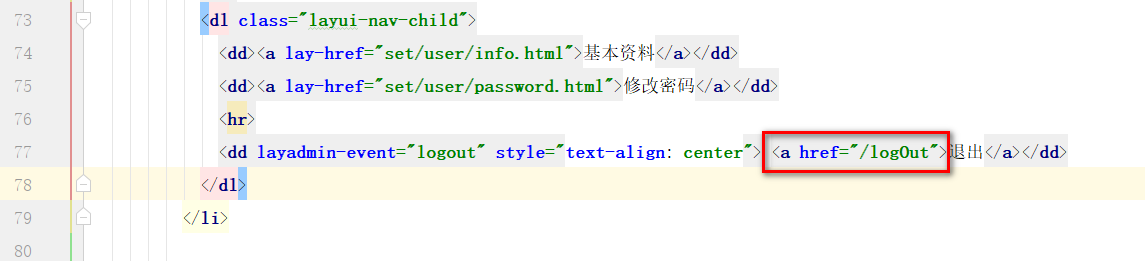 73 <dl class="layui-nav-child">
74 <dd><a lay-href="set/user/info.html">基本资料</a></dd>
75 <dd><a lay-href="set/user/password.html">修改密码</a></dd>
76 <hr>
77 <dd layadmin-event="logout" style="text-align: center"> <a href="/logOut">退出</a></dd>
78 </dl>
79 </li>
80